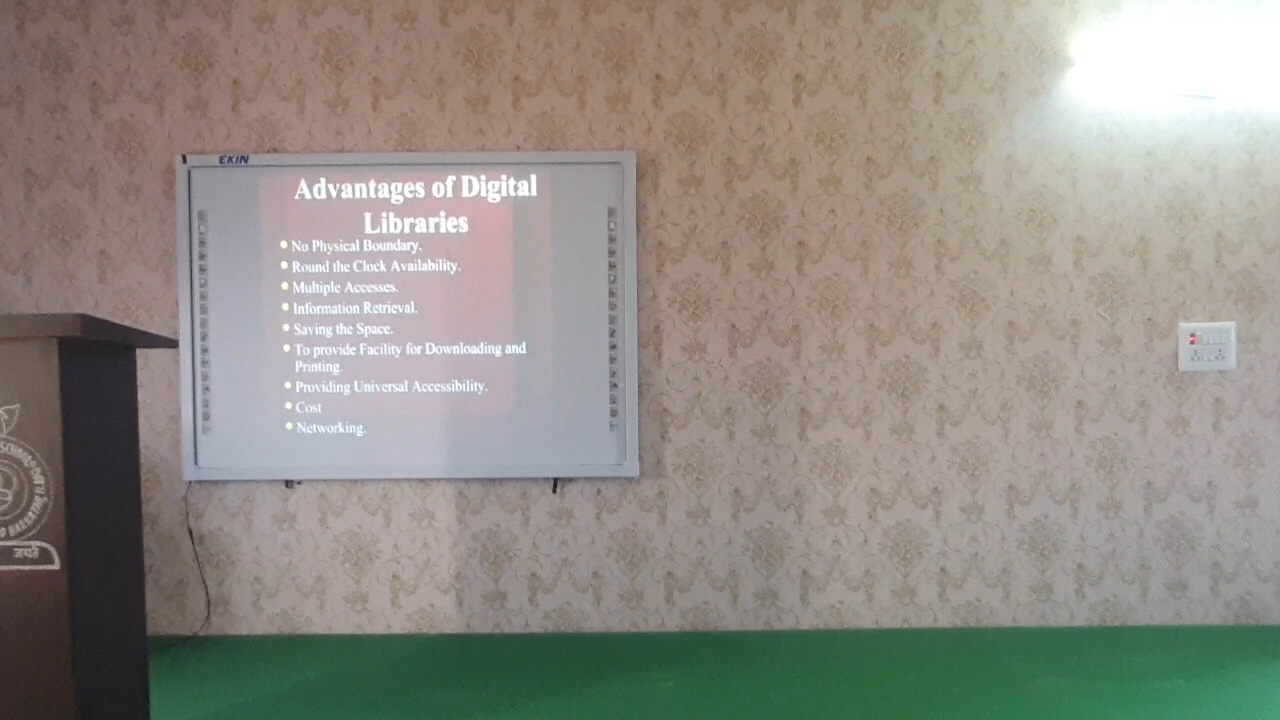 EKIN
Advantages of Digital
Libraries
No Physical Boundary.
Round the Clock Availability.
Multiple Accesses.
Information Retrieval.
Saving the Space.
To provide Facility for Downloading and
Printing.
Providing Universal Accessibility.
Cost
Networking.